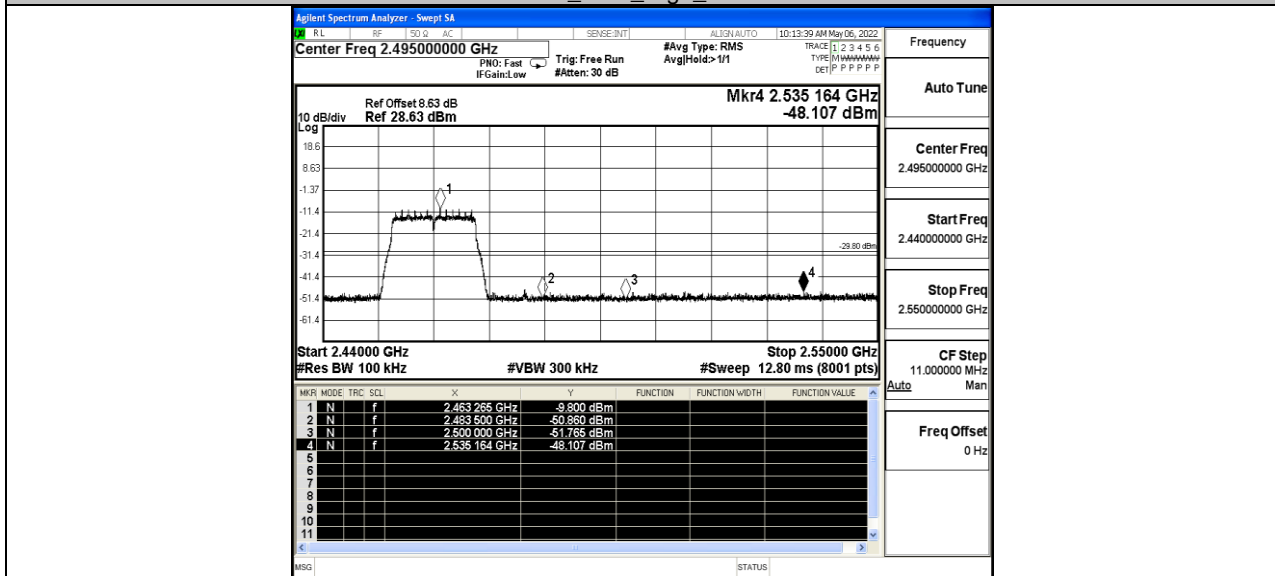 Agilent Spectrum Analyzer - Swept SA
RL RF 50 Ω AC SENSE:INT ALIGN AUTO 10:13:39 AM May 06, 2022
Center Freq 2.495000000 GHz
PNO: Fast
IFGain:Low
Trig: Free Run
#Atten: 30 dB
#Avg Type: RMS
Avg|Hold:>1/1
TRACE 1 2 3 4 5 6
TYPE M WWWWW
DET P P P P P P
Frequency
Mkr4 2.535 164 GHz
-48.107 dBm
Ref Offset 8.63 dB
10 dB/div Ref 28.63 dBm
Log
18.6
8.63
-1.37
-11.4
-21.4
-31.4
-41.4
-51.4
-61.4
1
2
3
4
-29.80 dBm
Start 2.44000 GHz Stop 2.55000 GHz
#Res BW 100 kHz #VBW 300 kHz #Sweep 12.80 ms (8001 pts)
MKR MODE TRC SCL X Y FUNCTION FUNCTION WIDTH FUNCTION VALUE
1 N f 2.463 265 GHz -9.800 dBm
2 N f 2.483 500 GHz -50.860 dBm
3 N f 2.500 000 GHz -51.765 dBm
4 N f 2.535 164 GHz -48.107 dBm
5
6
7
8
9
10
11
MSG STATUS
Auto Tune
Center Freq
2.495000000 GHz
Start Freq
2.440000000 GHz
Stop Freq
2.550000000 GHz
CF Step
11.000000 MHz
Auto Man
Freq Offset
0 Hz